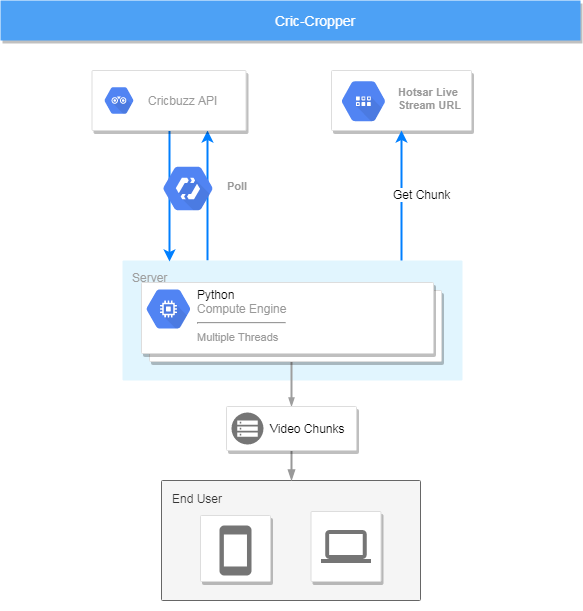 Cric-Cropper
Cricbuzz API
Hotsar Live
Stream URL
Poll
Get Chunk
Server
Python
Compute Engine
Multiple Threads
Video Chunks
End User